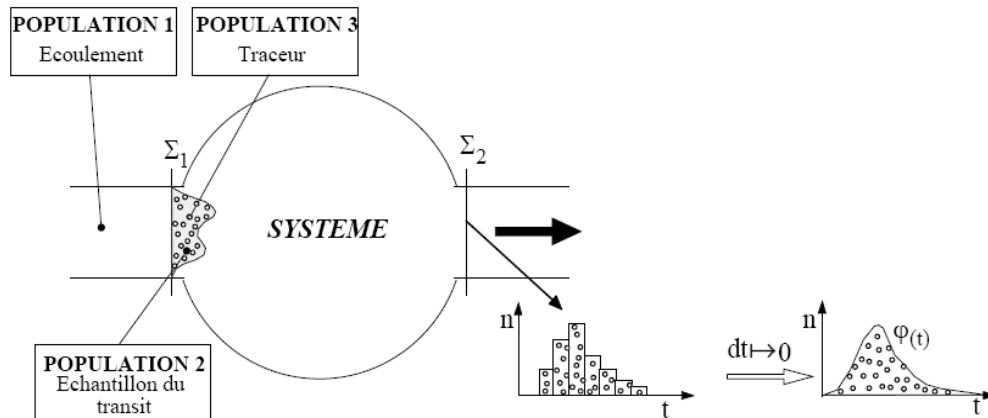 POPULATION 1
Ecoulement
POPULATION 3
Traceur
Σ1
Σ2
SYSTEME
POPULATION 2
Echantillon du
transit
n
t
dt↦0
n
φ(t)
t